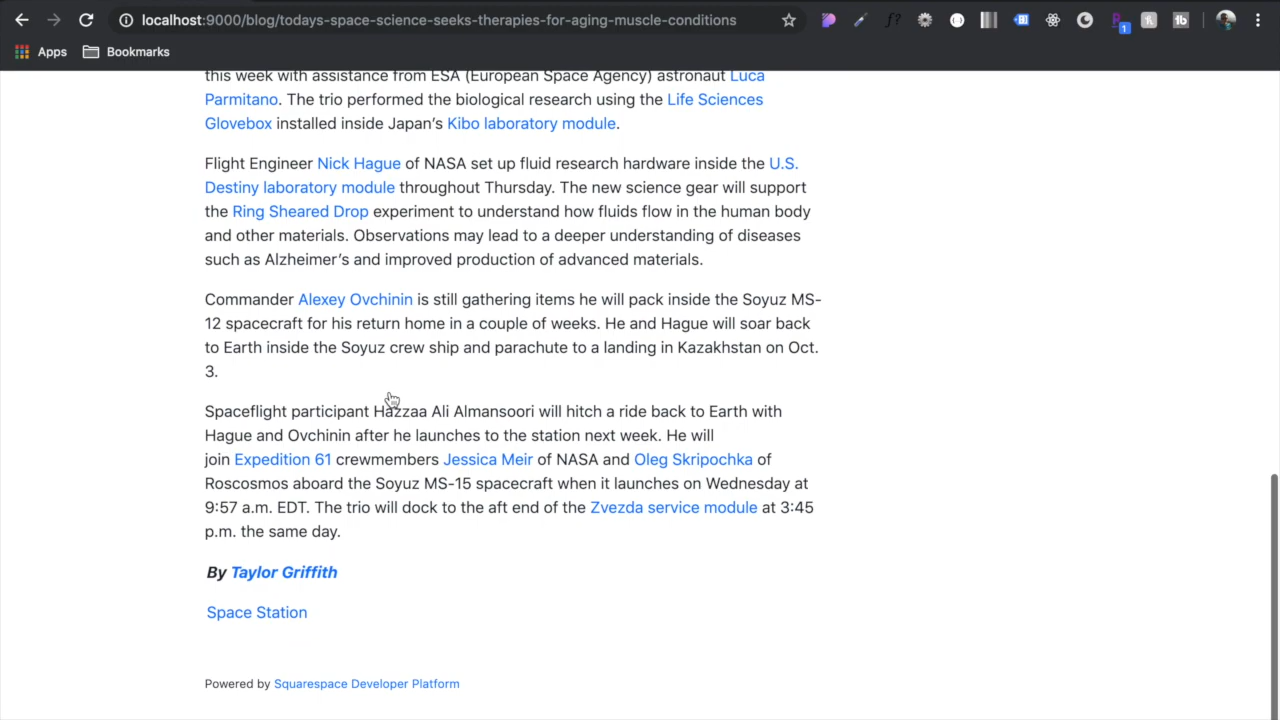 localhost:9000/blog/todays-space-science-seeks-therapies-for-aging-muscle-conditions
1
Apps
Bookmarks
this week with assistance from ESA (European Space Agency) astronaut Luca
Parmitano. The trio performed the biological research using the Life Sciences
Glovebox installed inside Japan’s Kibo laboratory module.
Flight Engineer Nick Hague of NASA set up fluid research hardware inside the U.S.
Destiny laboratory module throughout Thursday. The new science gear will support
the Ring Sheared Drop experiment to understand how fluids flow in the human body
and other materials. Observations may lead to a deeper understanding of diseases
such as Alzheimer’s and improved production of advanced materials.
Commander Alexey Ovchinin is still gathering items he will pack inside the Soyuz MS-
12 spacecraft for his return home in a couple of weeks. He and Hague will soar back
to Earth inside the Soyuz crew ship and parachute to a landing in Kazakhstan on Oct.
3.
Spaceflight participant Hazzaa Ali Almansoori will hitch a ride back to Earth with
Hague and Ovchinin after he launches to the station next week. He will
join Expedition 61 crewmembers Jessica Meir of NASA and Oleg Skripochka of
Roscosmos aboard the Soyuz MS-15 spacecraft when it launches on Wednesday at
9:57 a.m. EDT. The trio will dock to the aft end of the Zvezda service module at 3:45
p.m. the same day.
By Taylor Griffith
Space Station
Powered by Squarespace Developer Platform